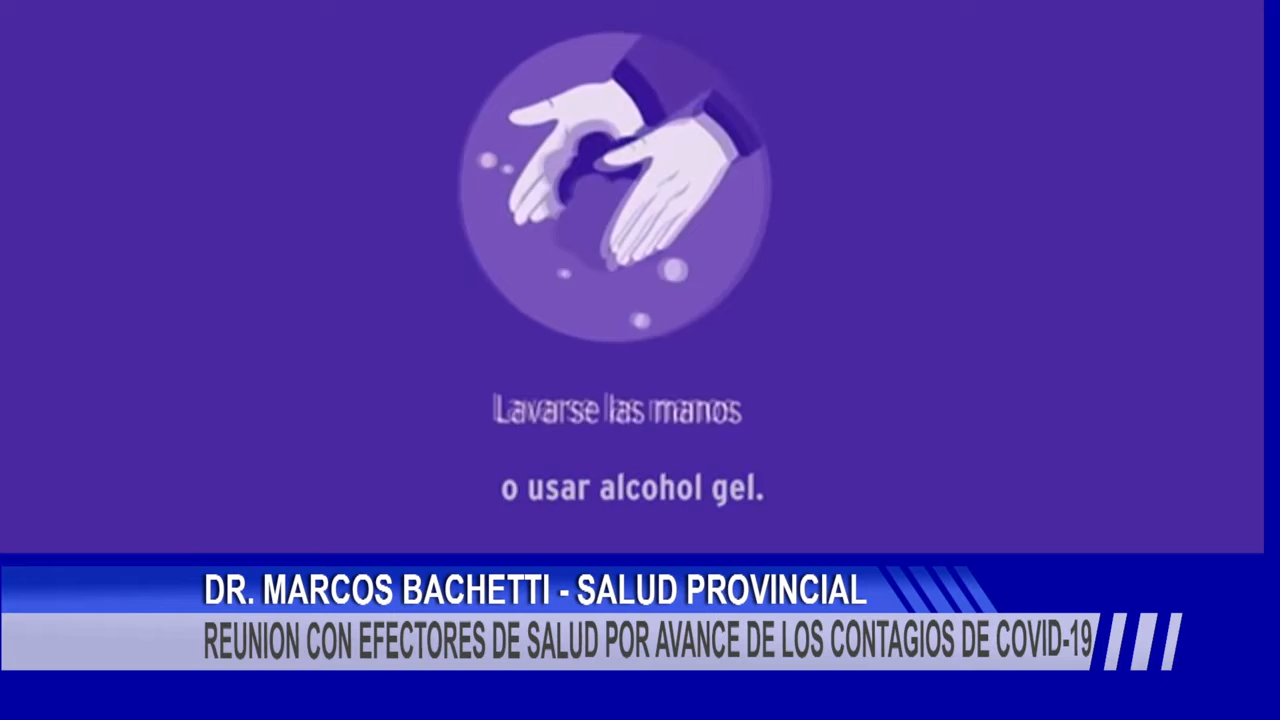 Lavarse las manos
o usar alcohol gel.
DR. MARCOS BACHETTI - SALUD PROVINCIAL
REUNION CON EFECTORES DE SALUD POR AVANCE DE LOS CONTAGIOS DE COVID-19